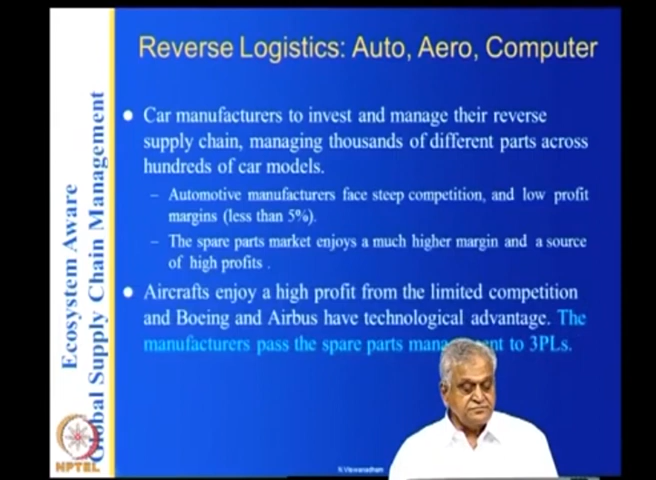 Reverse Logistics: Auto, Aero, Computer
Car manufacturers to invest and manage their reverse
supply chain, managing thousands of different parts across
hundreds of car models.
– Automotive manufacturers face steep competition, and low profit
margins (less than 5%).
– The spare parts market enjoys a much higher margin and a source
of high profits .
Aircrafts enjoy a high profit from the limited competition
and Boeing and Airbus have technological advantage. The
manufacturers pass the spare parts to 3PLs.
Ecosystem Aware
Global Supply Chain Management
NPTEL
N.Viswanadham